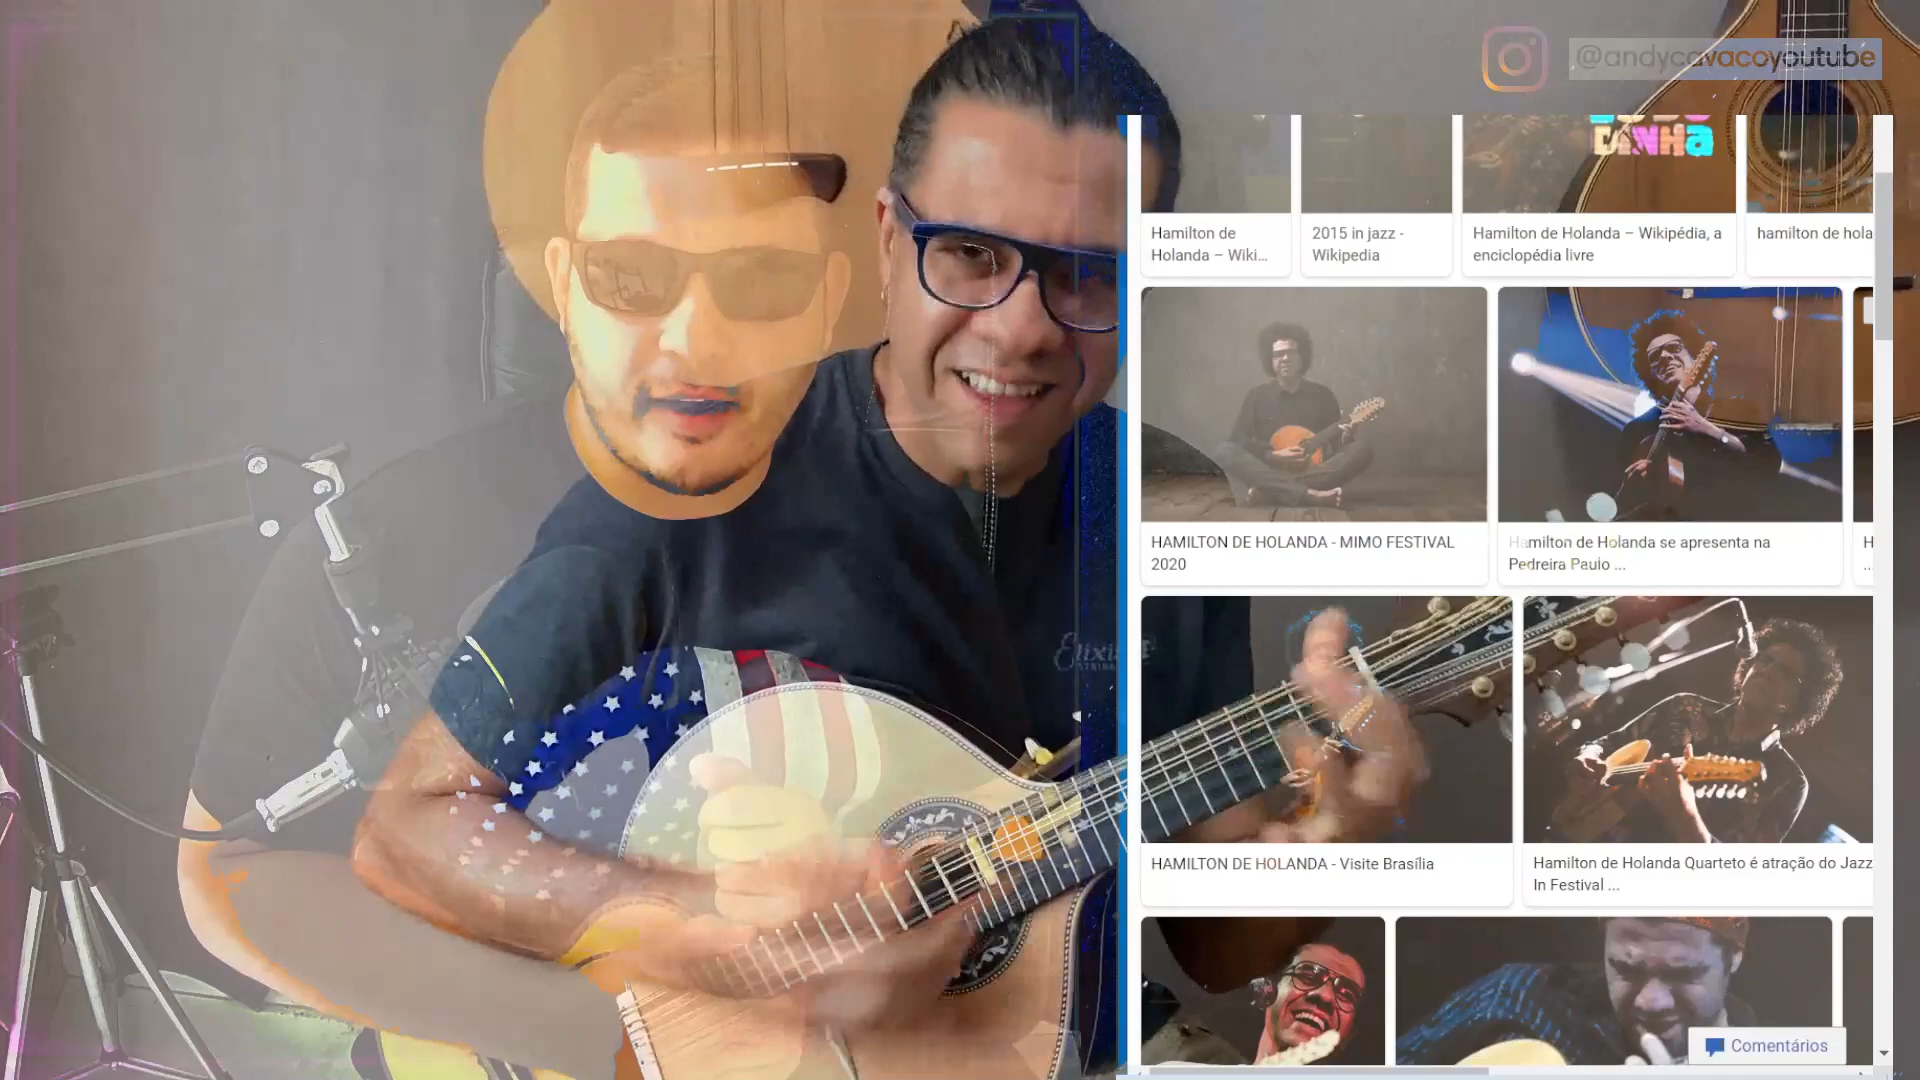 @andycavacoyoutube
DINHa
Hamilton de
Holanda – Wiki...
2015 in jazz -
Wikipedia
Hamilton de Holanda – Wikipédia, a
enciclopédia livre
hamilton de hola
HAMILTON DE HOLANDA - MIMO FESTIVAL
2020
Hamilton de Holanda se apresenta na
Pedreira Paulo ...
H
...
Elixi
HAMILTON DE HOLANDA - Visite Brasília
Hamilton de Holanda Quarteto é atração do Jazz
In Festival ...
Comentários